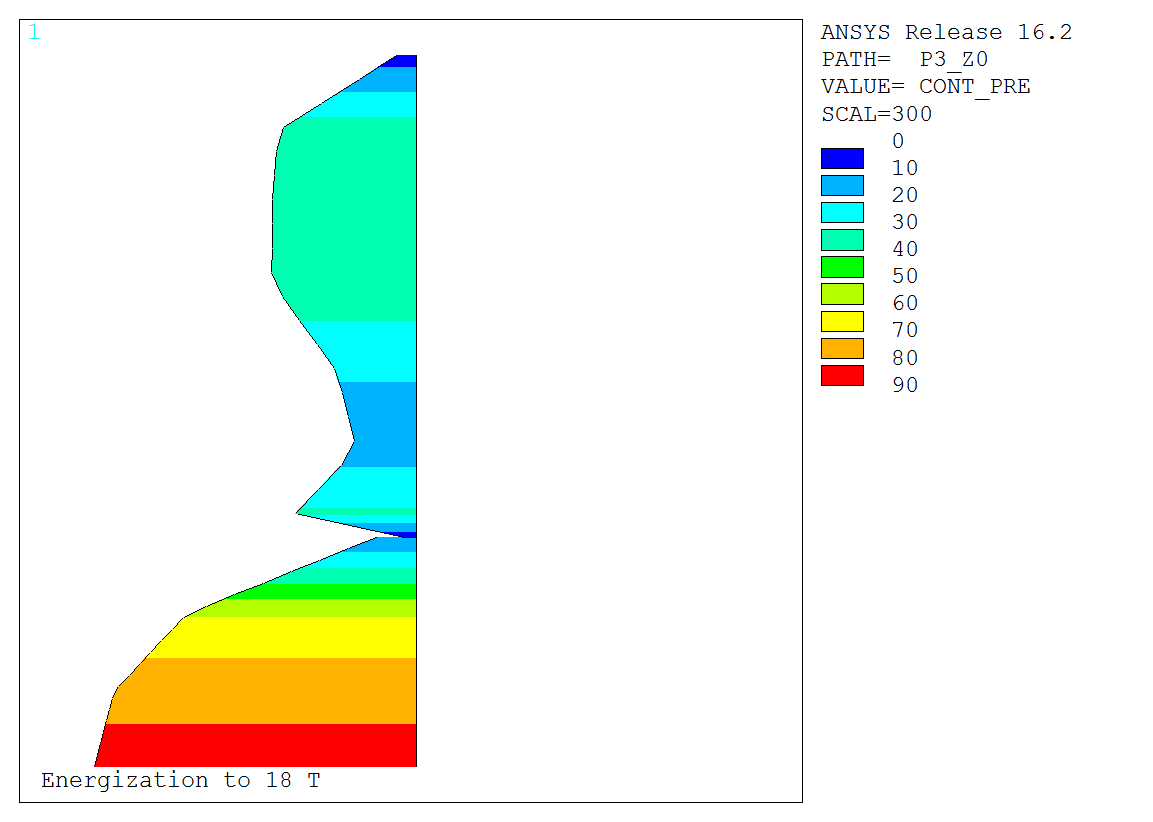 1
ANSYS Release 16.2
PATH= P3_Z0
VALUE= CONT_PRE
SCAL=300
0
10
20
30
40
50
60
70
80
90
Energization to 18 T